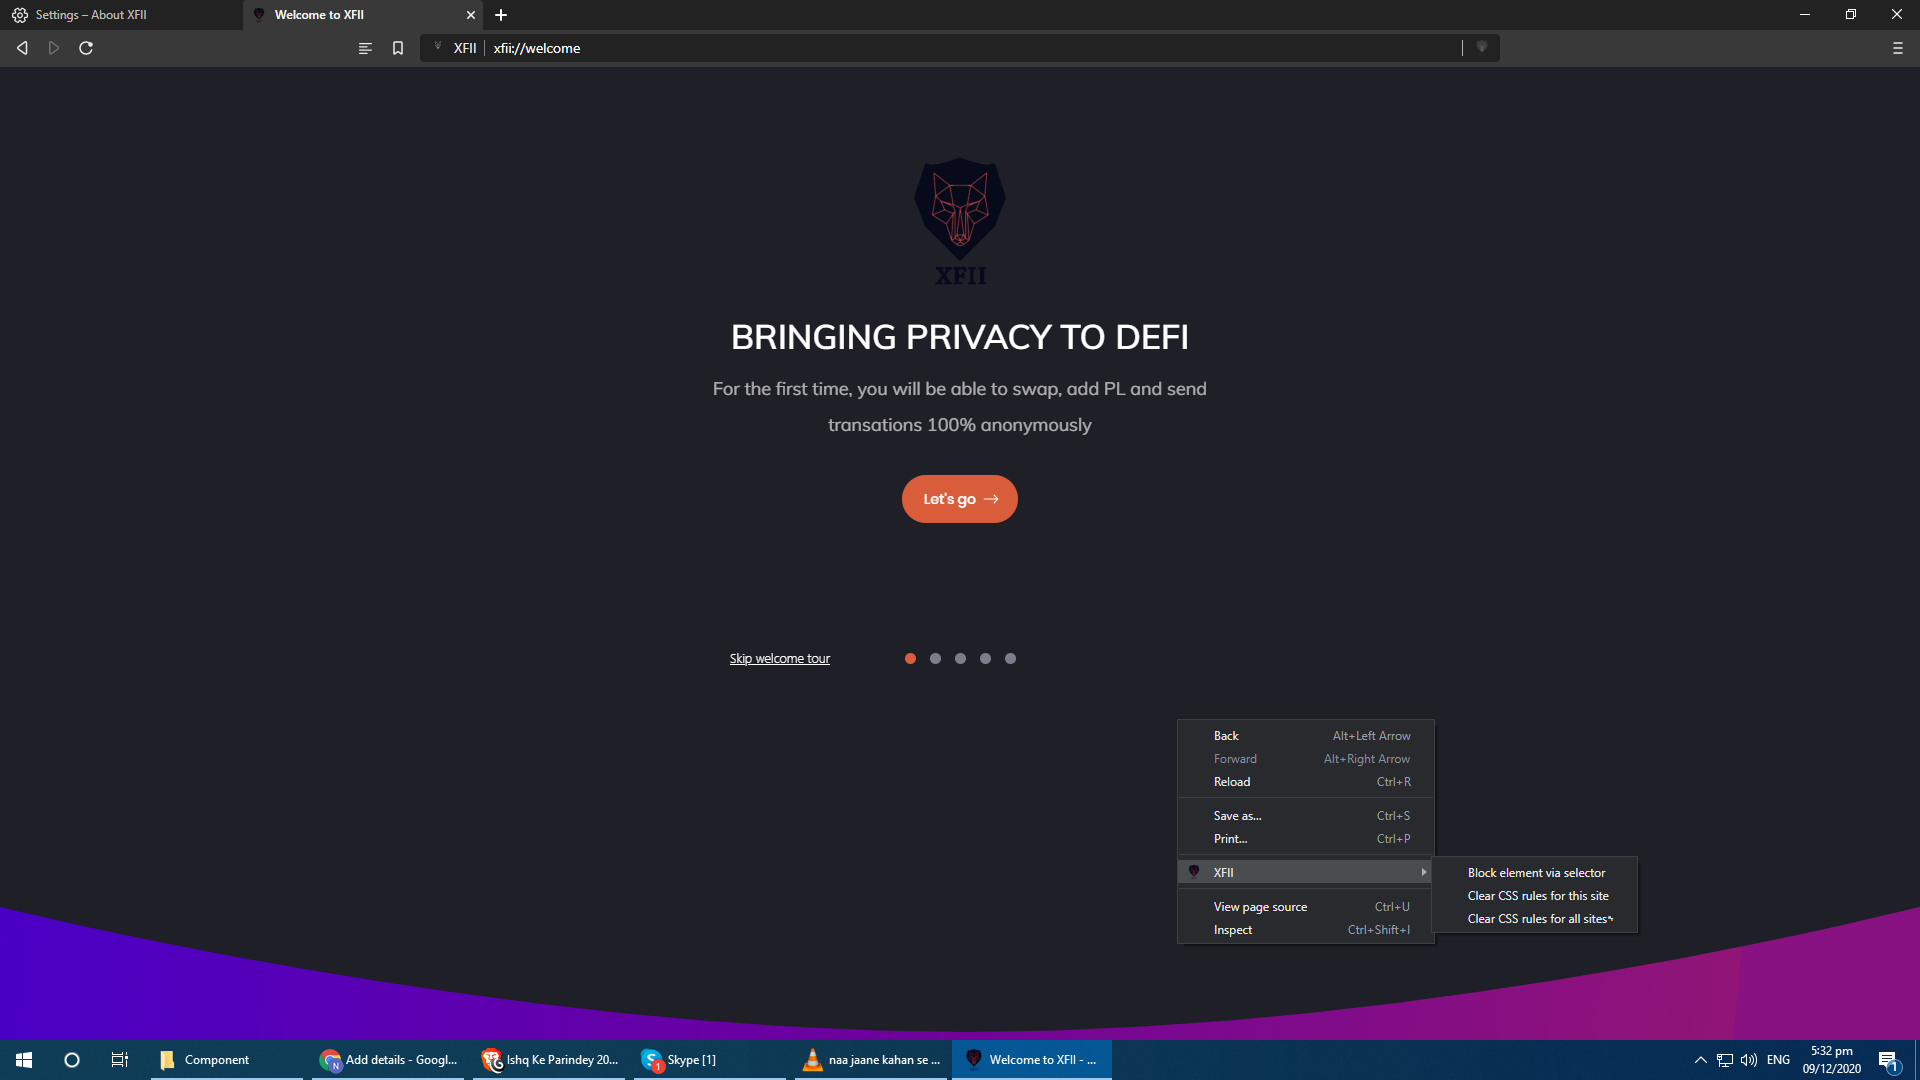 Settings – About XFII
Welcome to XFII
XFII
xfii://welcome
XFII
BRINGING PRIVACY TO DEFI
For the first time, you will be able to swap, add PL and send
transations 100% anonymously
Let's go
Skip welcome tour
Back Alt+Left Arrow
Forward Alt+Right Arrow
Reload Ctrl+R
Save as... Ctrl+S
Print... Ctrl+P
XFII
View page source Ctrl+U
Inspect Ctrl+Shift+I
Block element via selector
Clear CSS rules for this site
Clear CSS rules for all sites
Component
N
Add details - Googl...
Ishq Ke Parindey 20...
1
Skype [1]
naa jaane kahan se ...
Welcome to XFII - ...
ENG
5:32 pm
09/12/2020
1